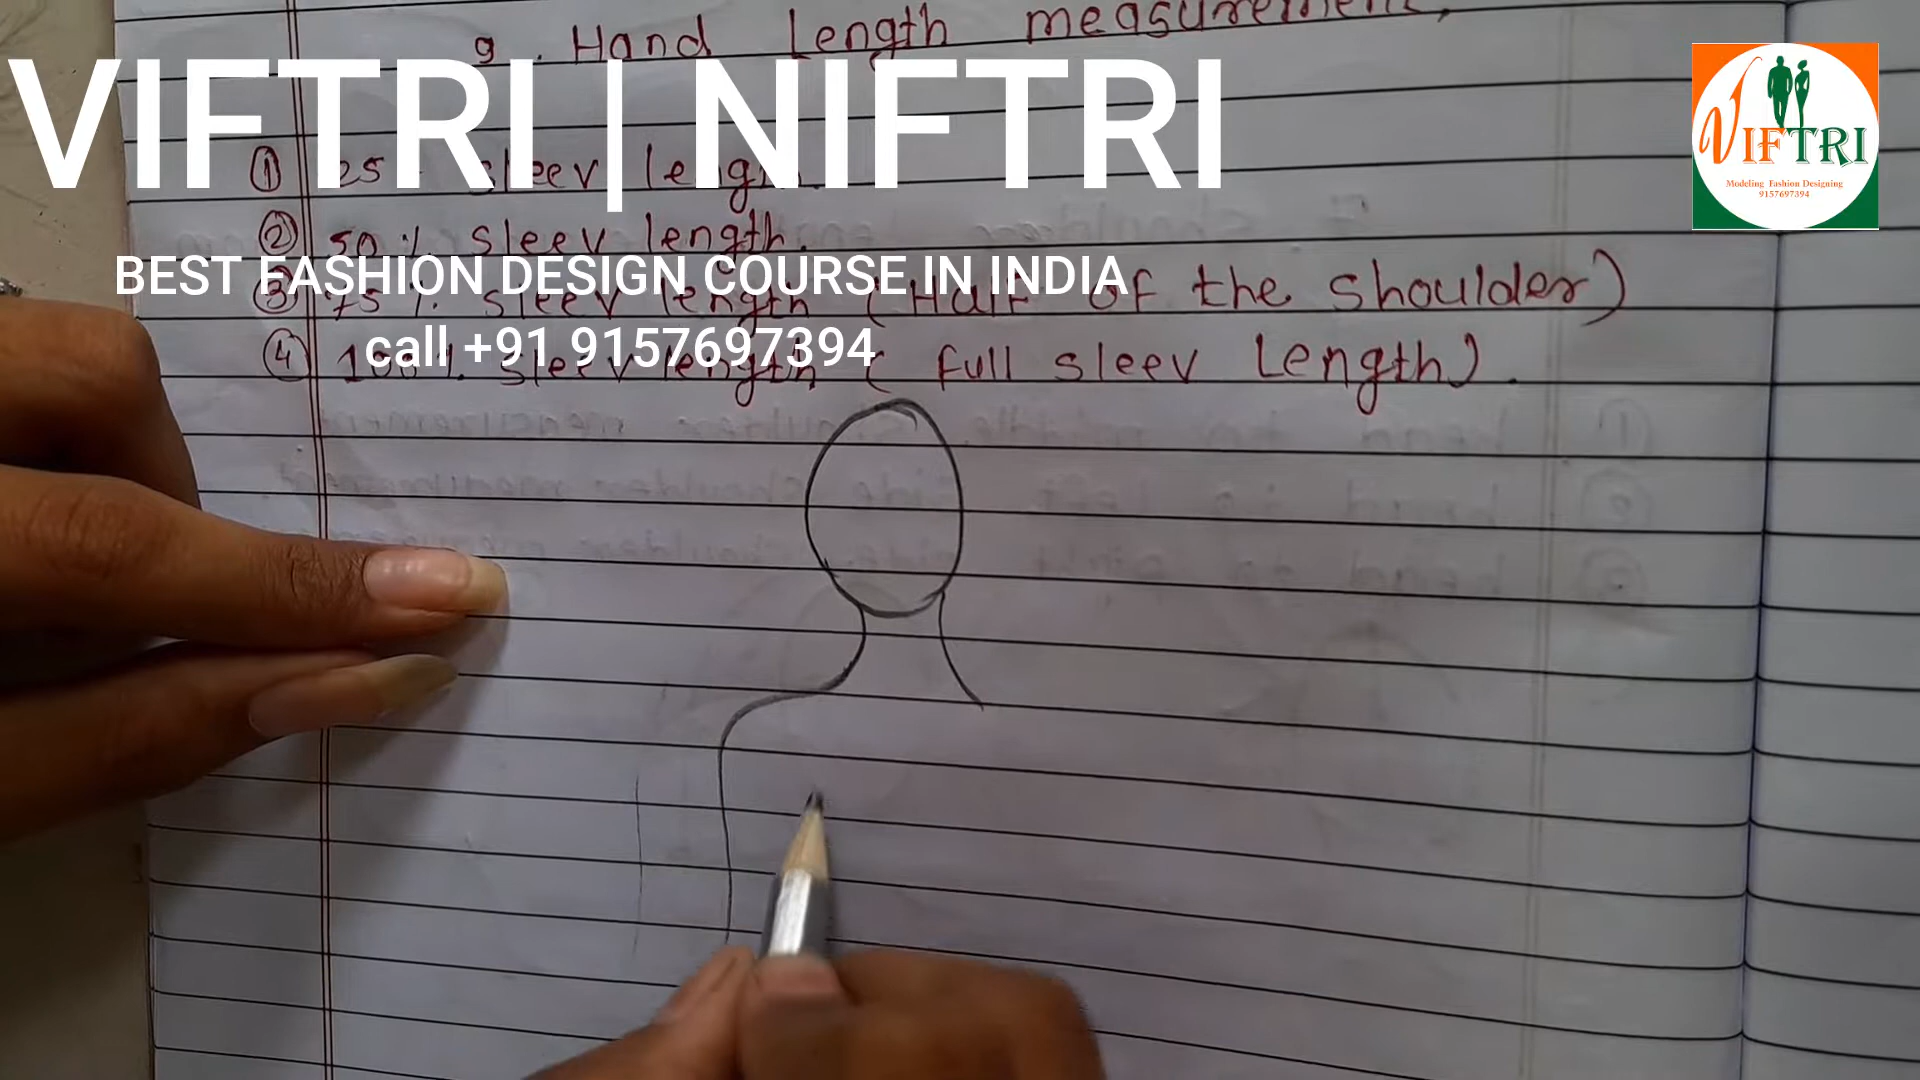 9. Hand Length measurement.
VIFTRI | NIFTRI
① 25 sleev length.
② 50 % sleev length.
BEST FASHION DESIGN COURSE IN INDIA
③ 75 % sleev length (Half of the shoulder)
call +91 9157697394
④ 100 % sleev length ( full sleev Length).
VIFTRI
Modeling Fashion Designing
9157697394